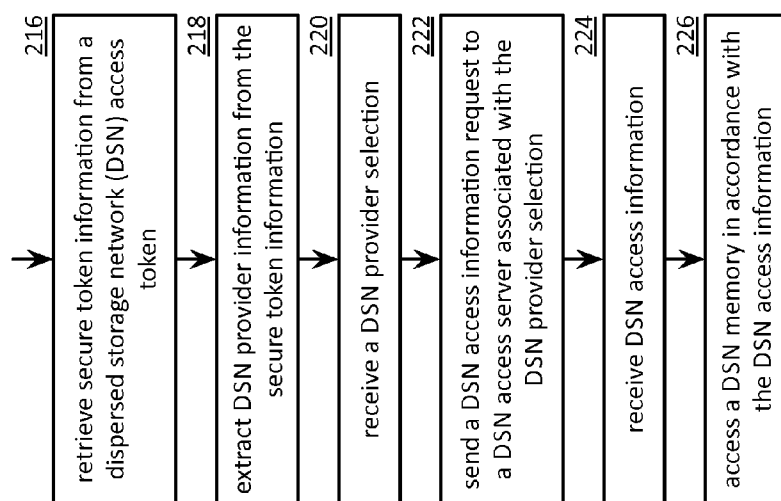 216
retrieve secure token information from a
dispersed storage network (DSN) access
token
218
extract DSN provider information from the
secure token information
220
receive a DSN provider selection
222
send a DSN access information request to
a DSN access server associated with the
DSN provider selection
224
receive DSN access information
226
access a DSN memory in accordance with
the DSN access information